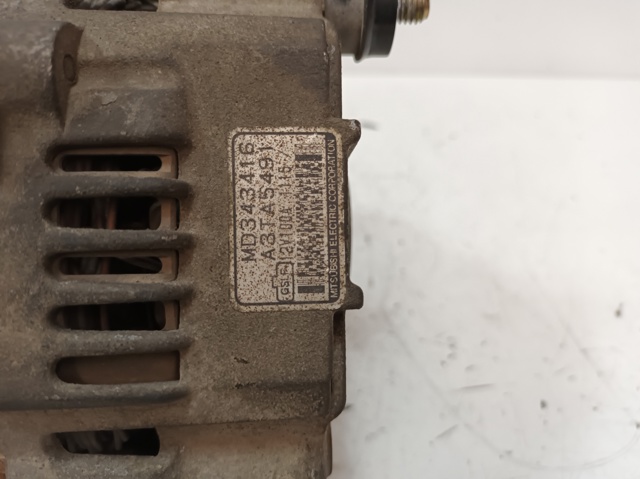 MD343416
A3TA5491
12V100A
MITSUBISHI ELECTRIC CORPORATION